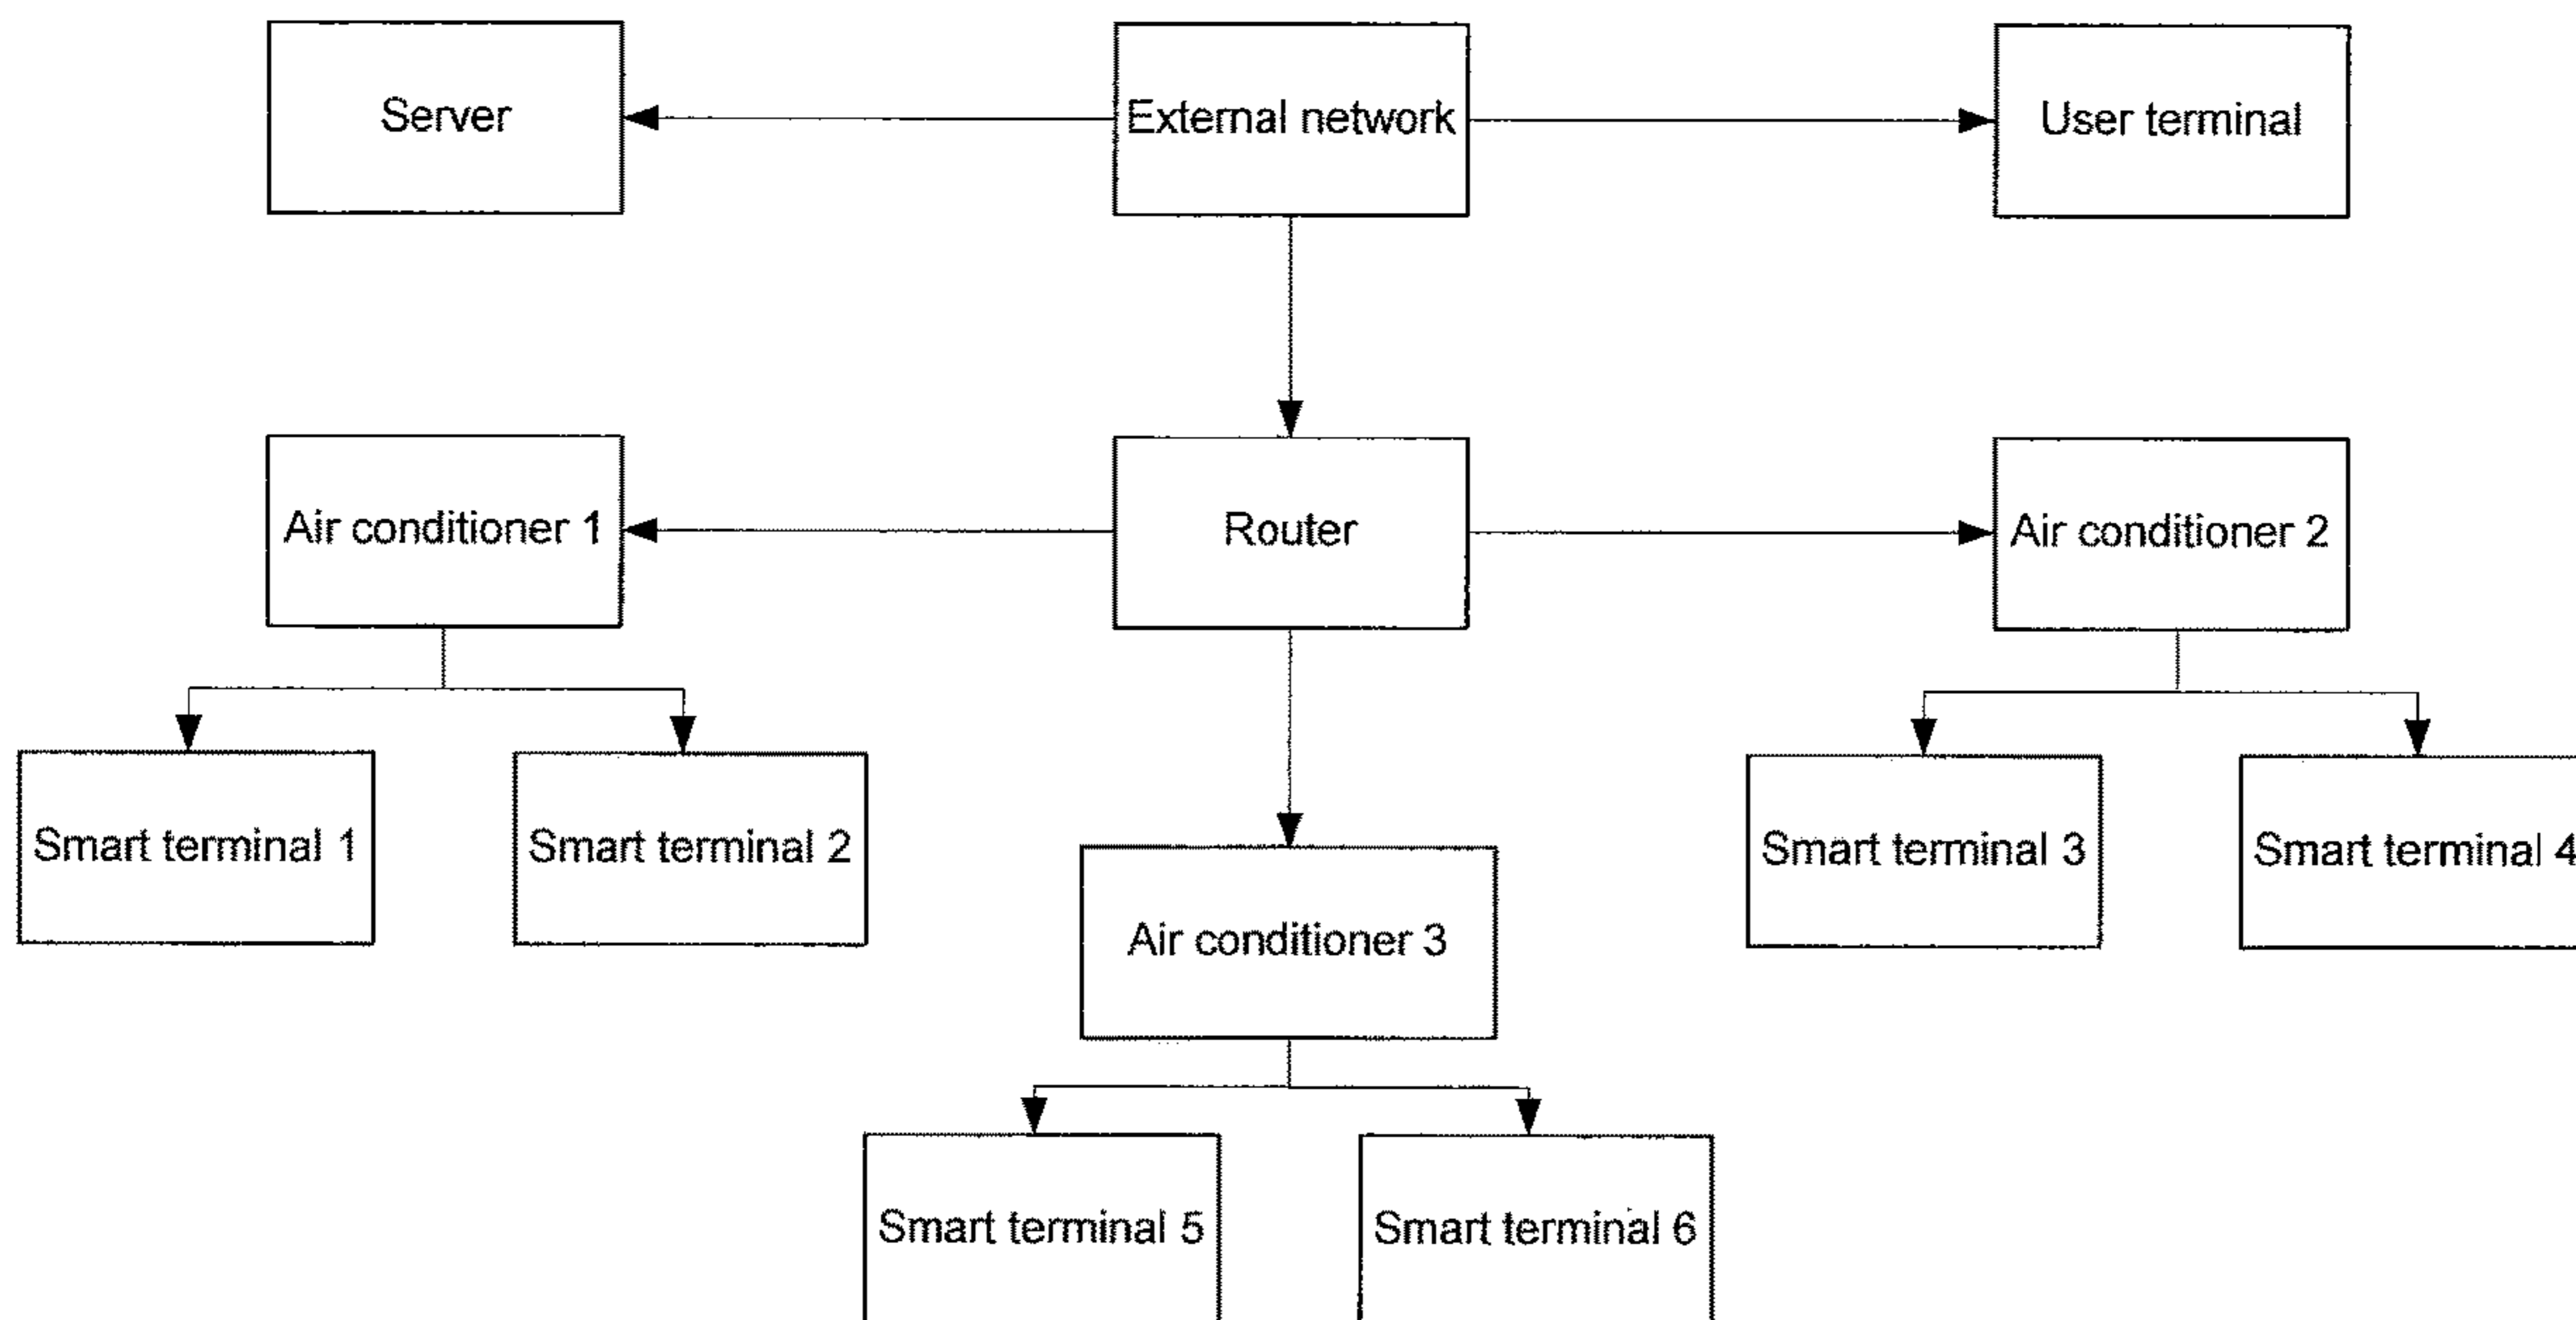 Server
External network
User terminal
Air conditioner 1
Router
Air conditioner 2
Smart terminal 1
Smart terminal 2
Smart terminal 3
Smart terminal 4
Air conditioner 3
Smart terminal 5
Smart terminal 6